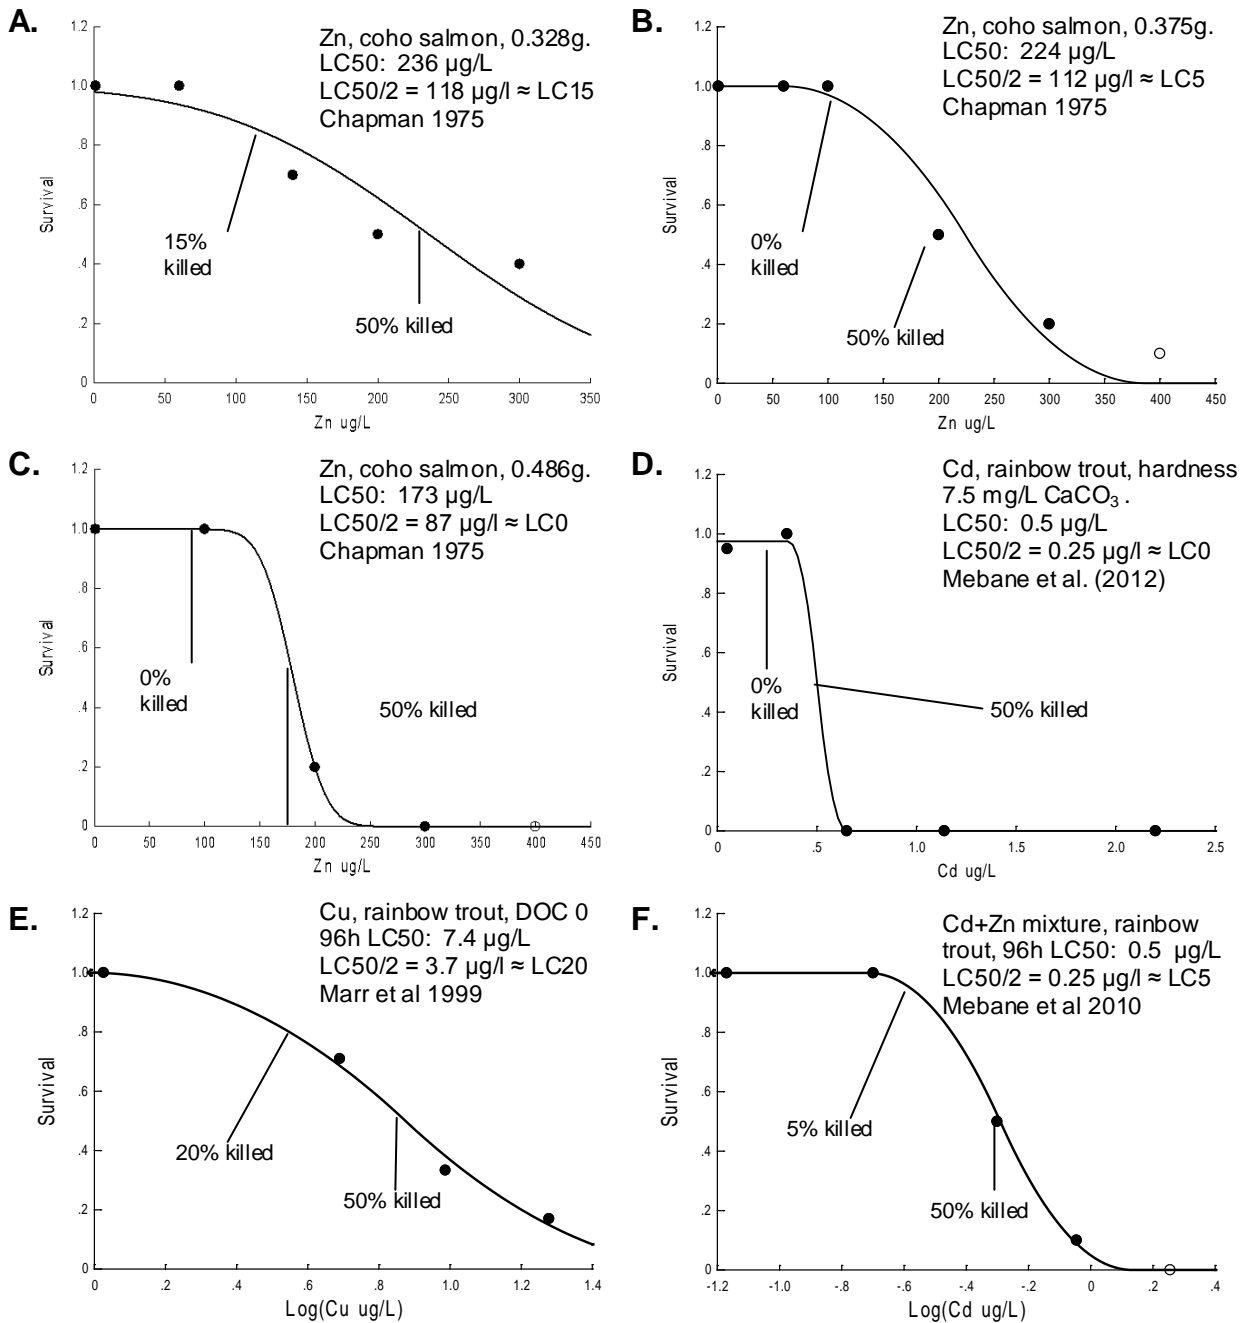 A.
Zn, coho salmon, 0.328g.
LC50: 236 µg/L
LC50/2 = 118 µg/l ≈ LC15
Chapman 1975
1.2
1.0
.8
.6
.4
.2
0
Survival
15%
killed
50% killed
0 50 100 150 200 250 300 350
Zn ug/L
B.
Zn, coho salmon, 0.375g.
LC50: 224 µg/L
LC50/2 = 112 µg/l ≈ LC5
Chapman 1975
1.2
1.0
.8
.6
.4
.2
0
Survival
0%
killed
50% killed
0 50 100 150 200 250 300 350 400 450
Zn ug/L
C.
Zn, coho salmon, 0.486g.
LC50: 173 µg/L
LC50/2 = 87 µg/l ≈ LC0
Chapman 1975
1.2
1.0
.8
.6
.4
.2
0
Survival
0%
killed
50% killed
0 50 100 150 200 250 300 350 400 450
Zn ug/L
D.
Cd, rainbow trout, hardness
7.5 mg/L CaCO₃ .
LC50: 0.5 µg/L
LC50/2 = 0.25 µg/l ≈ LC0
Mebane et al. (2012)
1.2
1.0
.8
.6
.4
.2
0
Survival
0%
killed
50% killed
0 .5 1.0 1.5 2.0 2.5
Cd ug/L
E.
Cu, rainbow trout, DOC 0
96h LC50: 7.4 µg/L
LC50/2 = 3.7 µg/l ≈ LC20
Marr et al 1999
1.2
1.0
.8
.6
.4
.2
0
Survival
20% killed
50% killed
0 .2 .4 .6 .8 1.0 1.2 1.4
Log(Cu ug/L)
F.
Cd+Zn mixture, rainbow
trout, 96h LC50: 0.5 µg/L
LC50/2 = 0.25 µg/l ≈ LC5
Mebane et al 2010
1.2
1.0
.8
.6
.4
.2
0
Survival
5% killed
50% killed
-1.2 -1.0 -.8 -.6 -.4 -.2 0 .2 .4
Log(Cd ug/L)